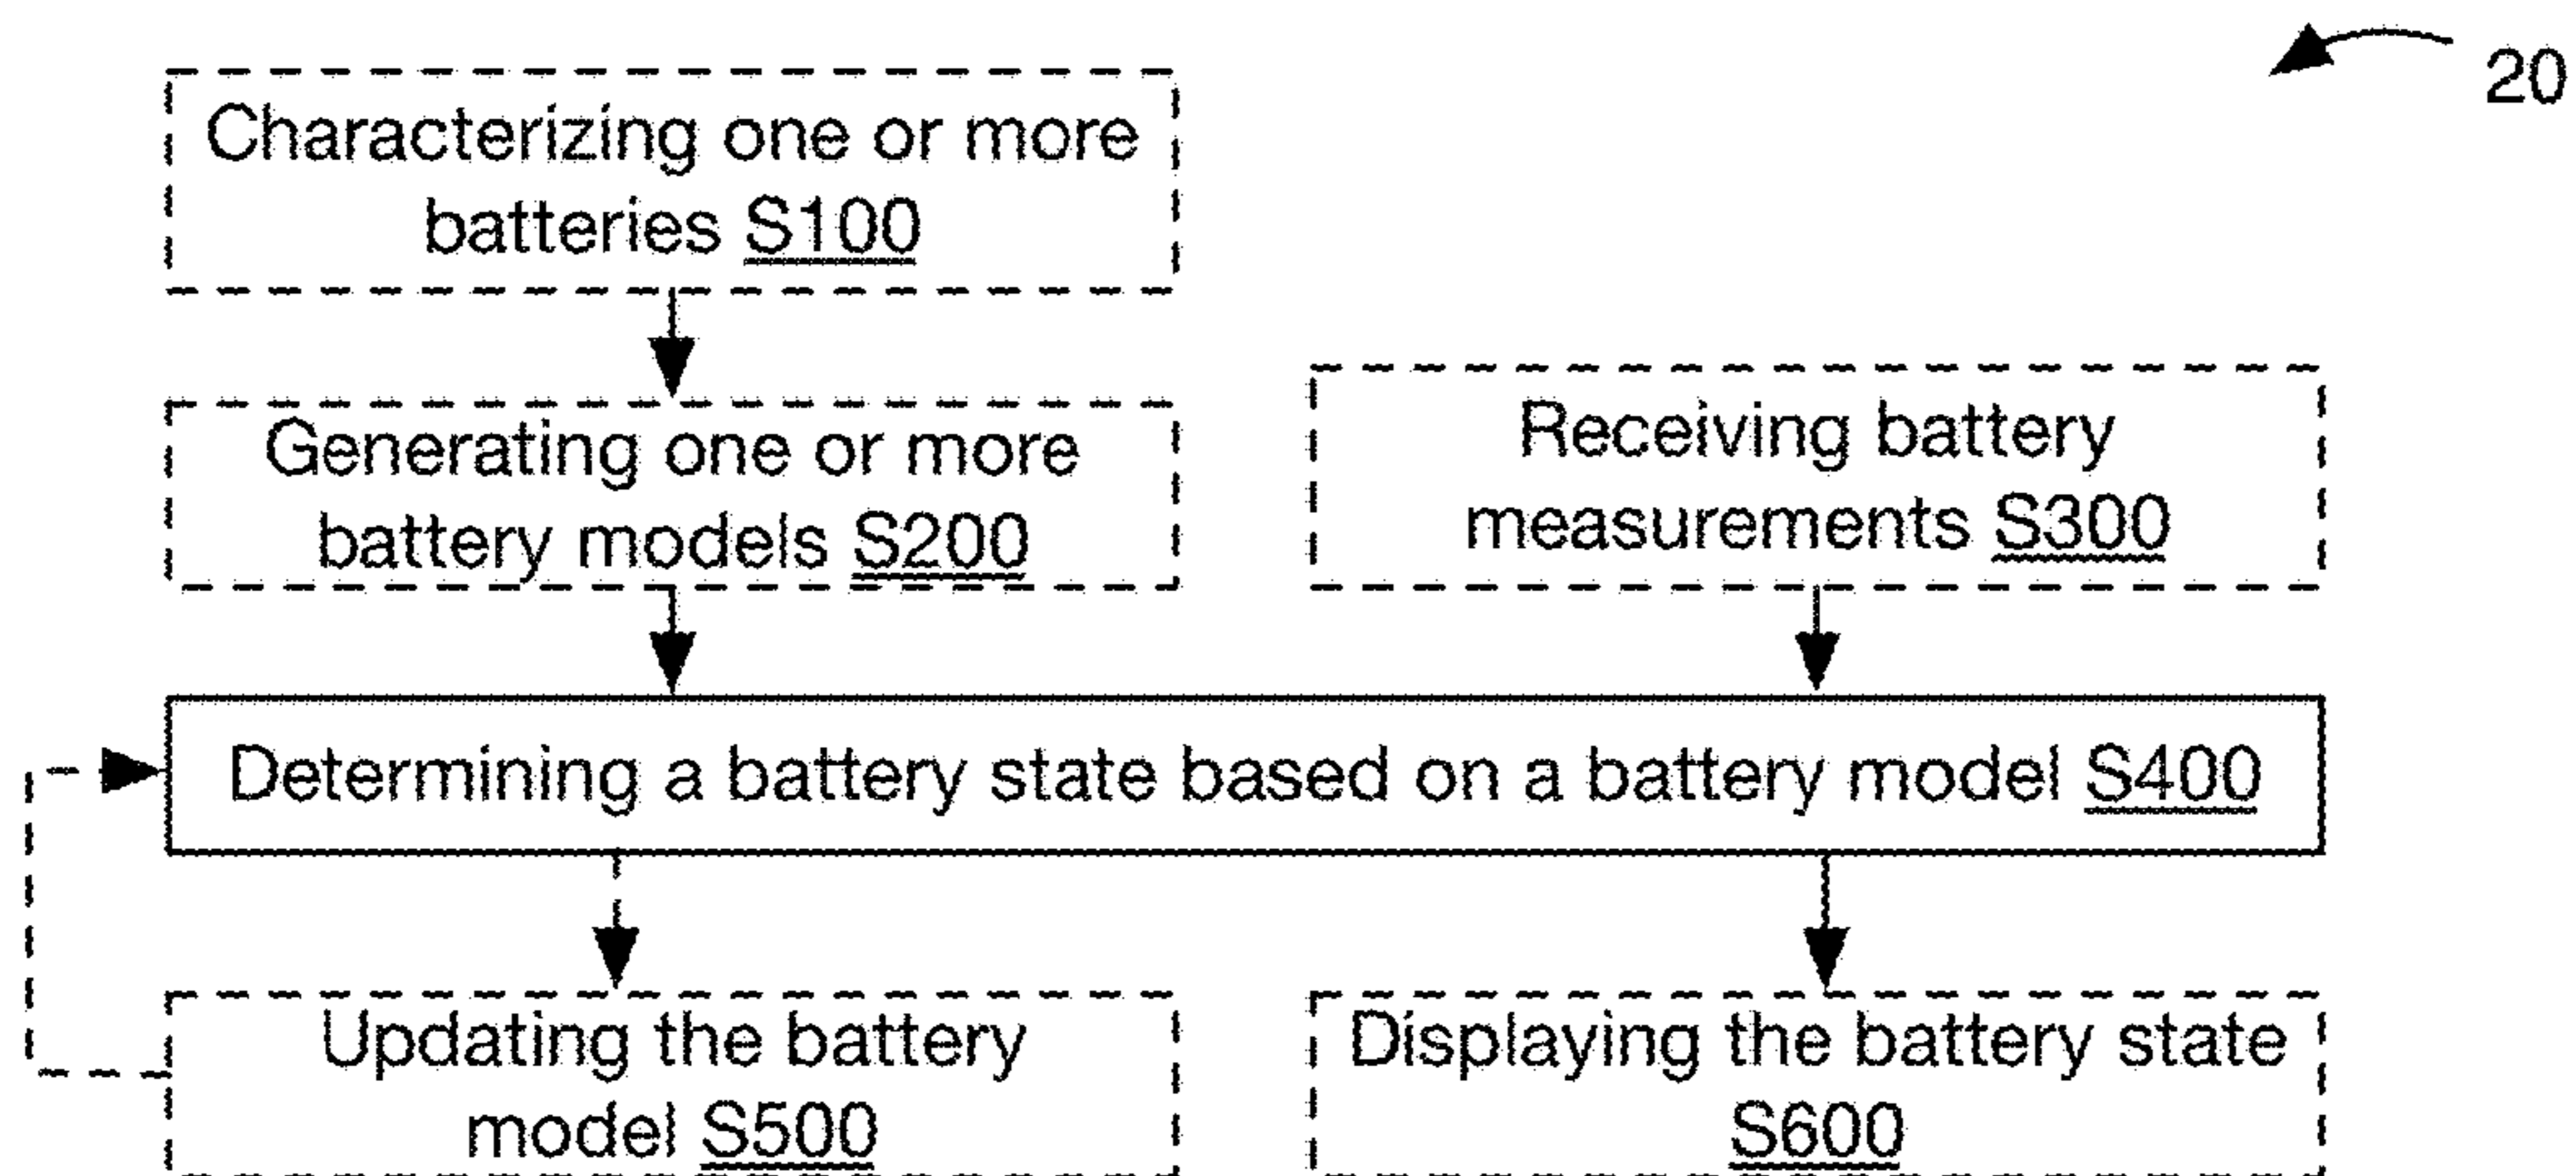 20
Characterizing one or more
batteries S100
Generating one or more
battery models S200
Receiving battery
measurements S300
Determining a battery state based on a battery model S400
Updating the battery
model S500
Displaying the battery state
S600